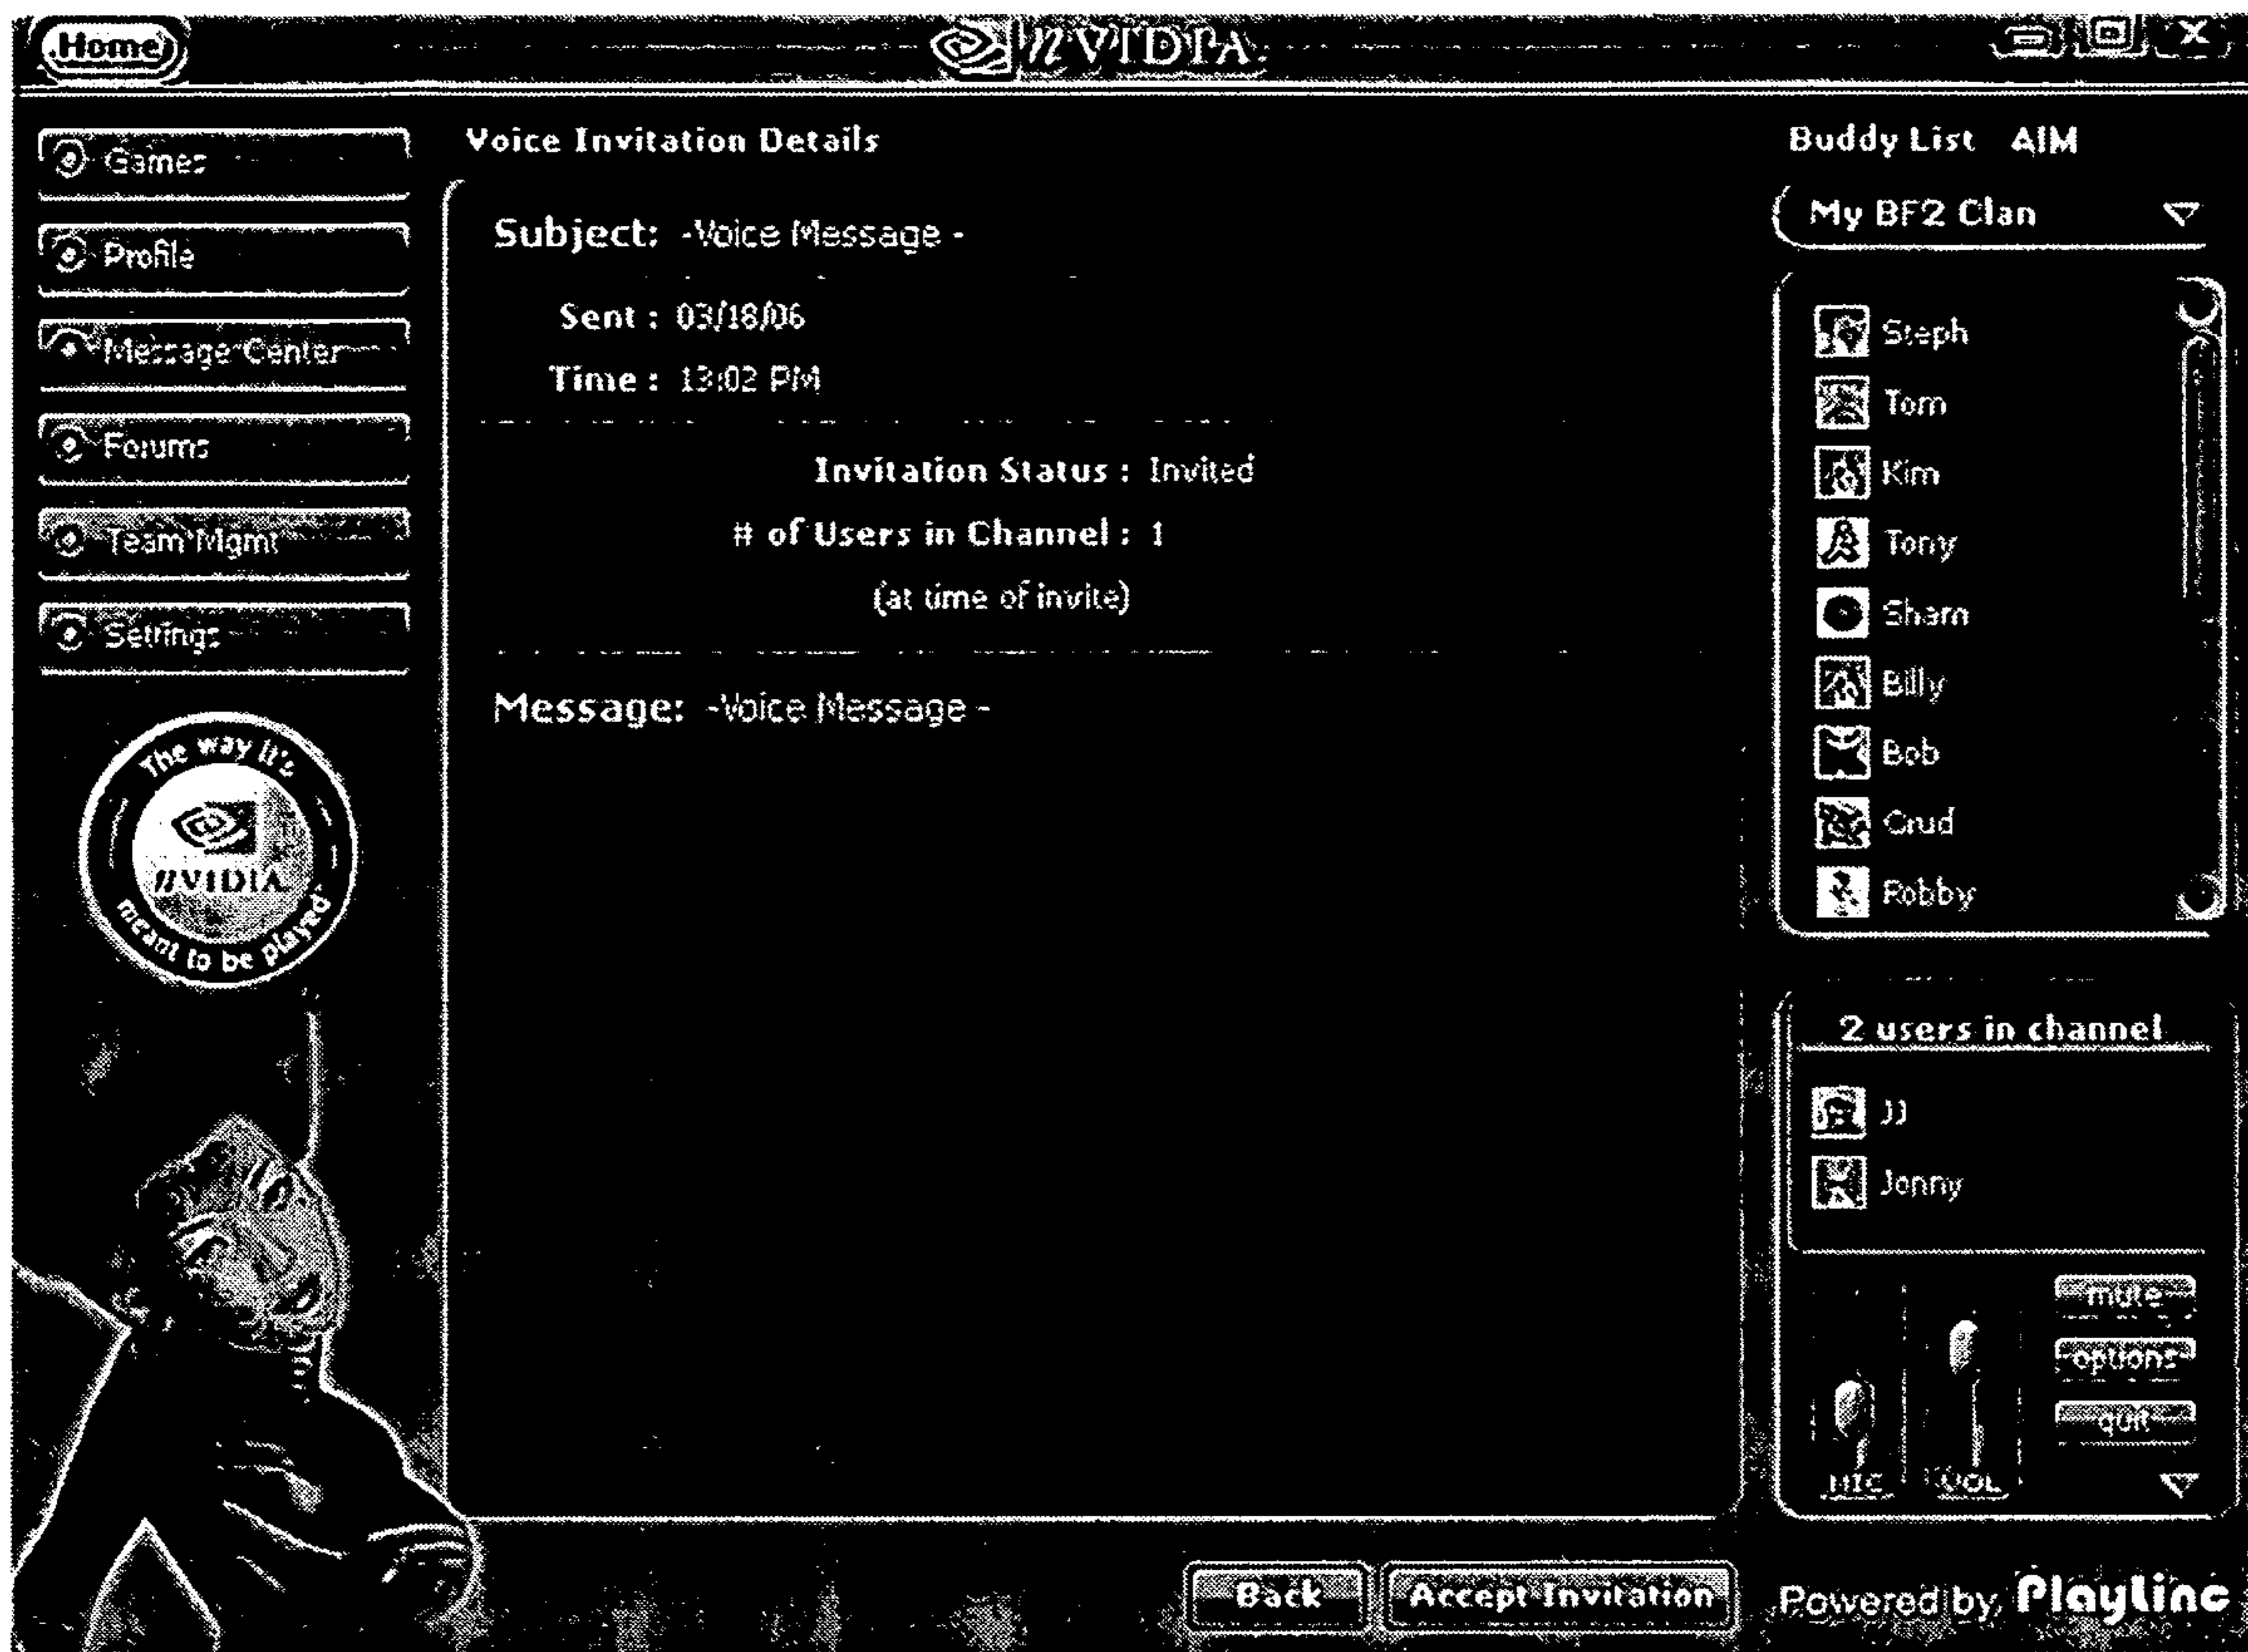 Home
NVIDIA
X
Games
Profile
Message Center
Forums
Team Mgmt
Settings
The way it's
NVIDIA
meant to be played
Voice Invitation Details
Subject: -Voice Message -
Sent : 03/18/06
Time : 13:02 PM
Invitation Status : Invited
# of Users in Channel : 1
(at time of invite)
Message: -Voice Message -
Back
Accept Invitation
Buddy List AIM
My BF2 Clan
Steph
Tom
Kim
Tony
Sham
Billy
Bob
Crud
Robby
2 users in channel
JJ
Jonny
mute
options
quit
MIC
VOL
Powered by PlayLinc